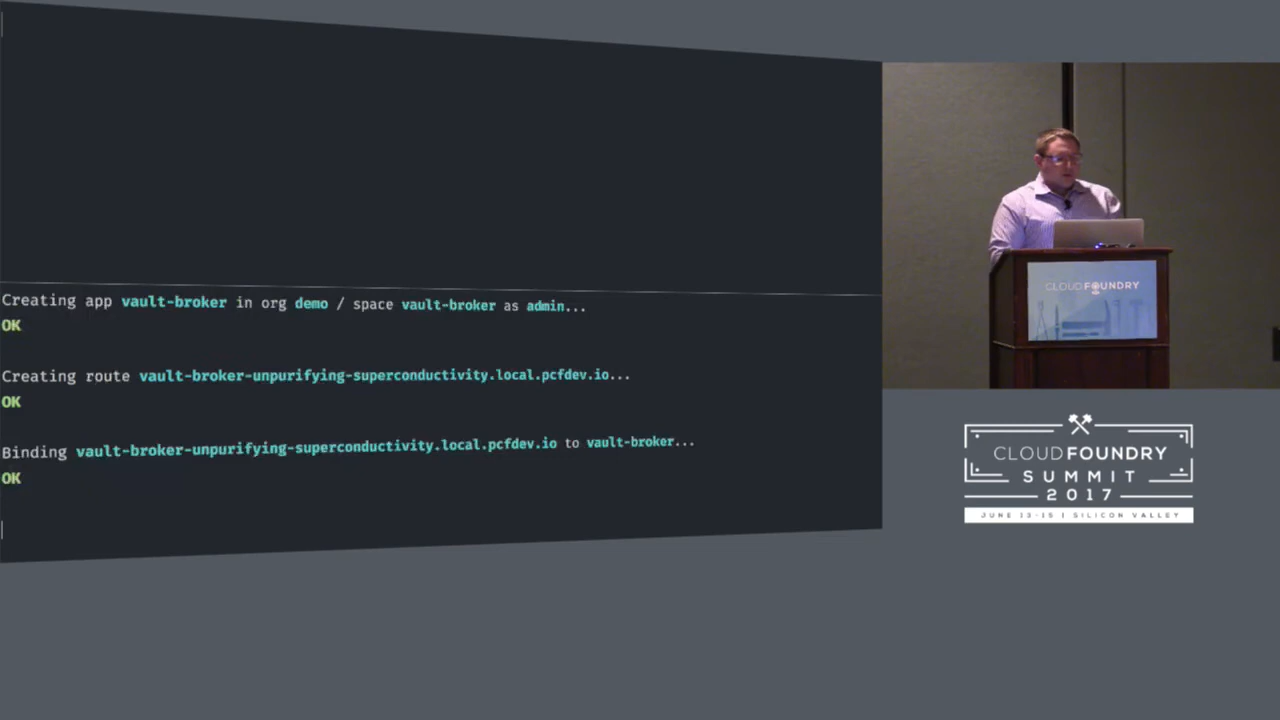 Creating app vault-broker in org demo / space vault-broker as admin...
OK
Creating route vault-broker-unpurifying-superconductivity.local.pcfdev.io...
OK
Binding vault-broker-unpurifying-superconductivity.local.pcfdev.io to vault-broker...
OK
CLOUD FOUNDRY
CLOUD FOUNDRY
SUMMIT
2017
JUNE 13-15 | SILICON VALLEY